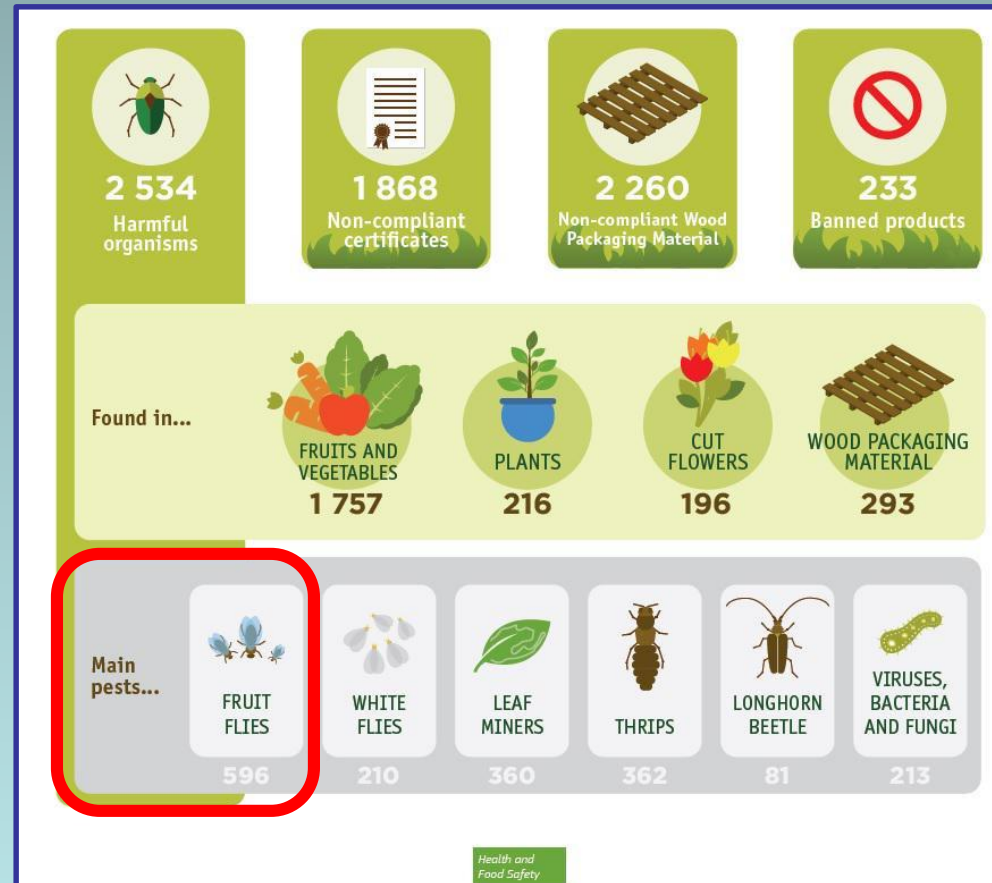 2 534
Harmful
organisms
1 868
Non-compliant
certificates
2 260
Non-compliant Wood
Packaging Material
233
Banned products
Found in...
FRUITS AND
VEGETABLES
1 757
PLANTS
216
CUT
FLOWERS
196
WOOD PACKAGING
MATERIAL
293
Main
pests...
FRUIT
FLIES
596
WHITE
FLIES
210
LEAF
MINERS
360
THRIPS
362
LONGHORN
BEETLE
81
VIRUSES,
BACTERIA
AND FUNGI
213
Health and
Food Safety